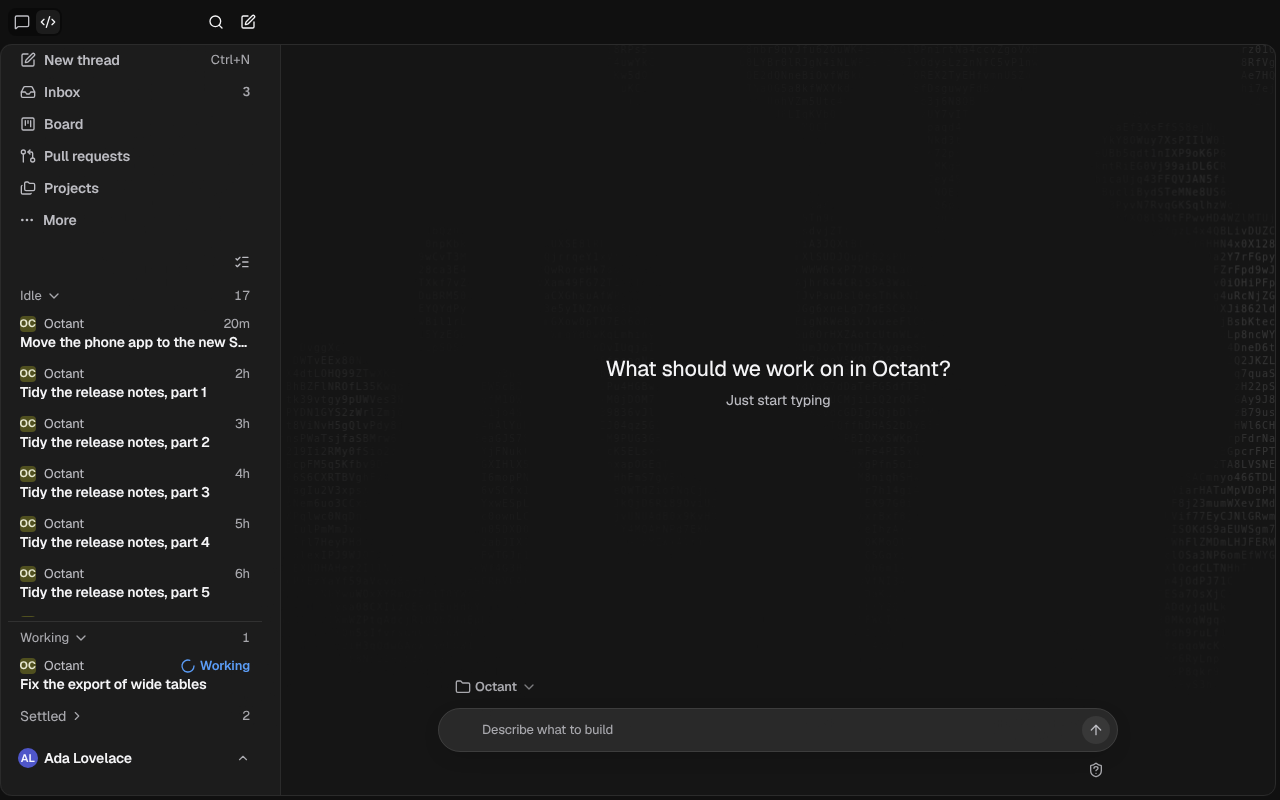 New thread Ctrl+N
Inbox 3
Board
Pull requests
Projects
More
Idle 17
OC Octant 20m
Move the phone app to the new S...
OC Octant 2h
Tidy the release notes, part 1
OC Octant 3h
Tidy the release notes, part 2
OC Octant 4h
Tidy the release notes, part 3
OC Octant 5h
Tidy the release notes, part 4
OC Octant 6h
Tidy the release notes, part 5
Working 1
OC Octant Working
Fix the export of wide tables
Settled 2
AL Ada Lovelace
What should we work on in Octant?
Just start typing
Octant
Describe what to build